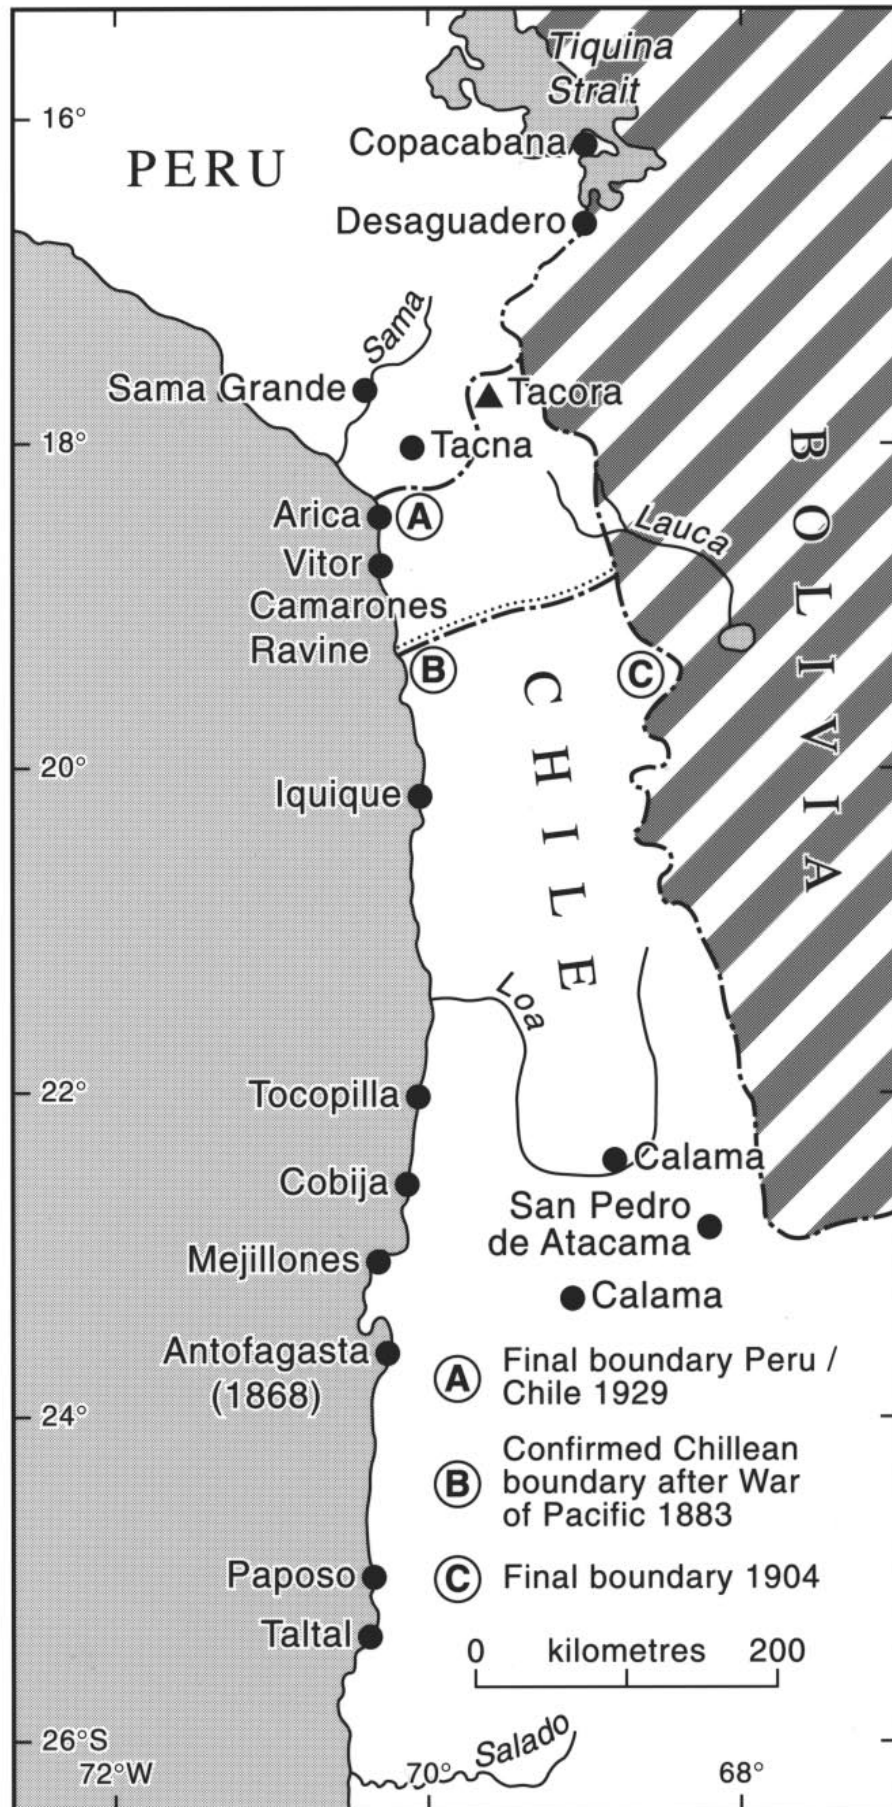 Tiquina
Strait
16°
Copacabana
PERU
Desaguadero
Sama
Sama Grande
Tacora
Tacna
18°
BOLIVIA
Arica
A
Lauca
Vitor
Camarones
Ravine
B
C
CHILE
20°
Iquique
Loa
22°
Tocopilla
Calama
Cobija
San Pedro
de Atacama
Mejillones
Calama
Antofagasta
(1868)
A Final boundary Peru /
Chile 1929
24°
Confirmed Chillean
B boundary after War
of Pacific 1883
Paposo
C Final boundary 1904
Taltal
0 kilometres 200
26°S
Salado
72°W 70° 68°